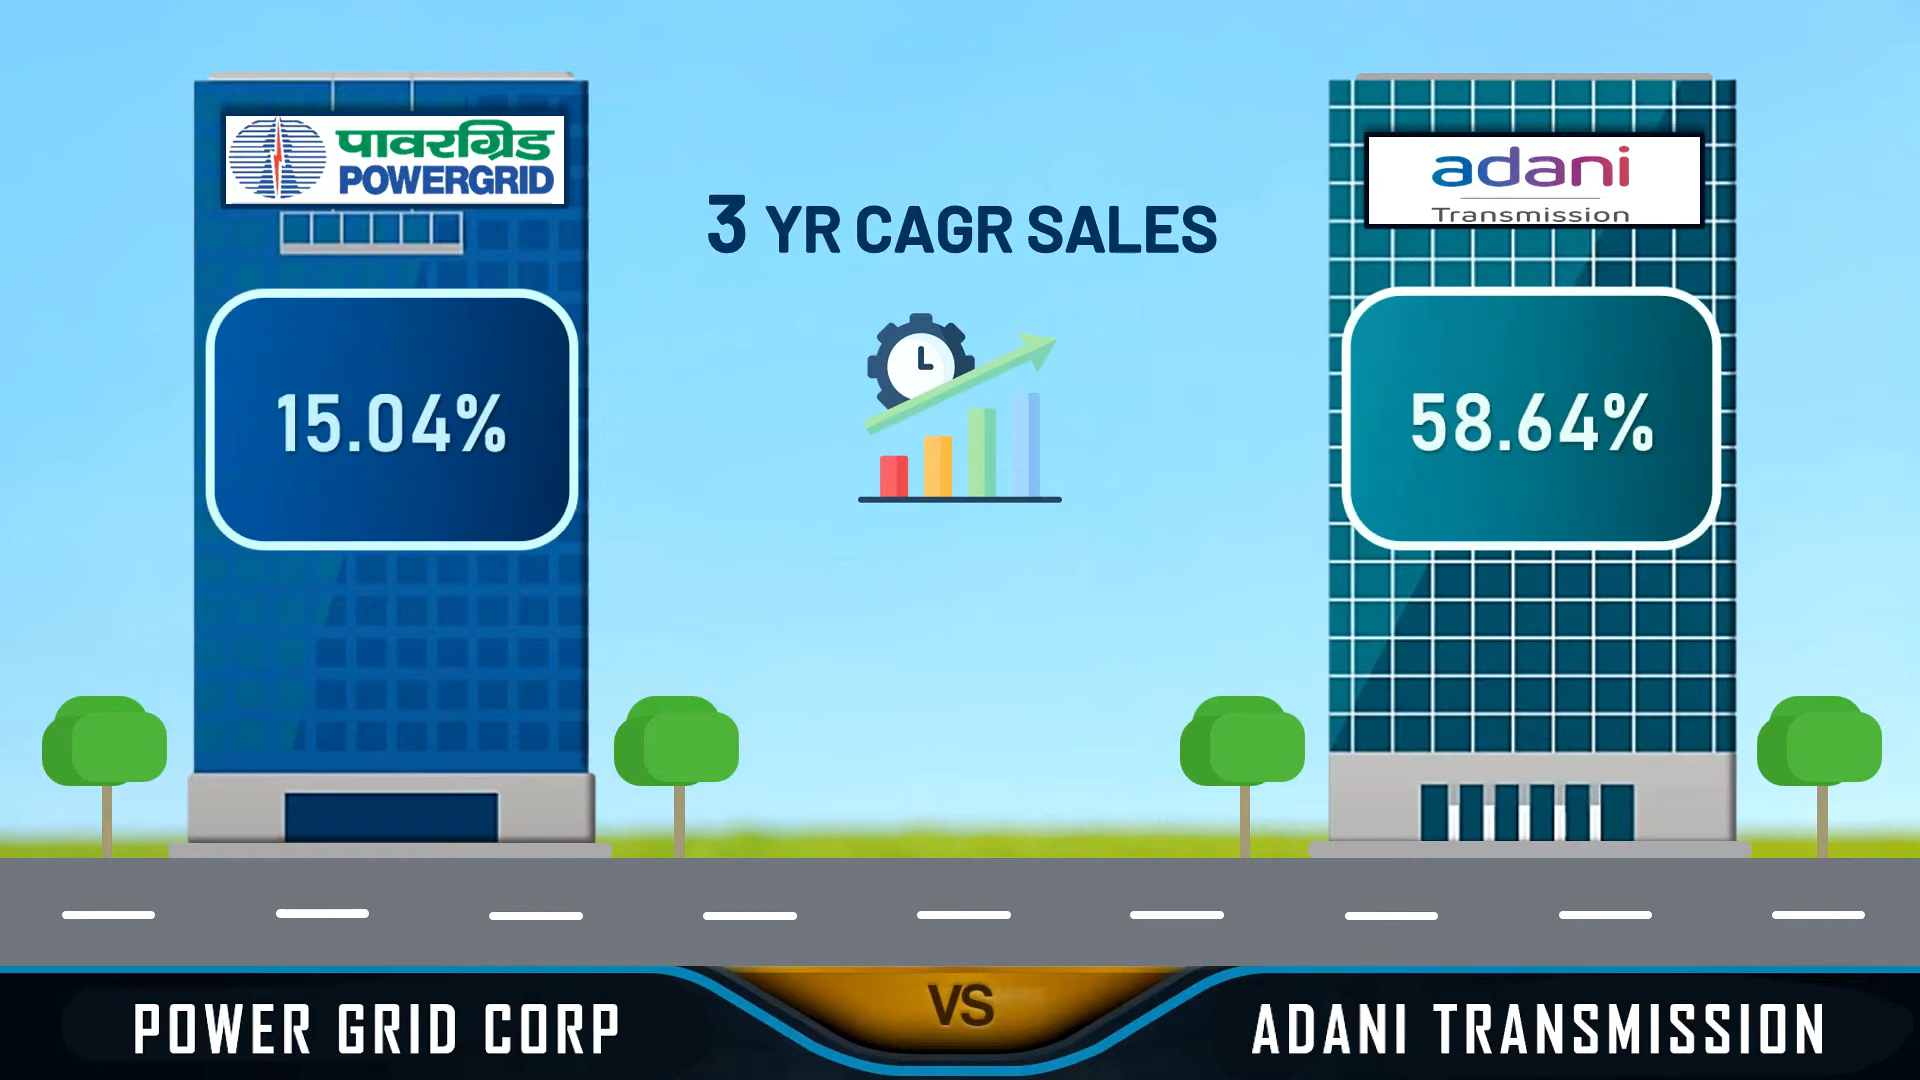 पावरग्रिड
POWERGRID
adani
Transmission
3 YR CAGR SALES
15.04%
58.64%
VS
POWER GRID CORP
ADANI TRANSMISSION